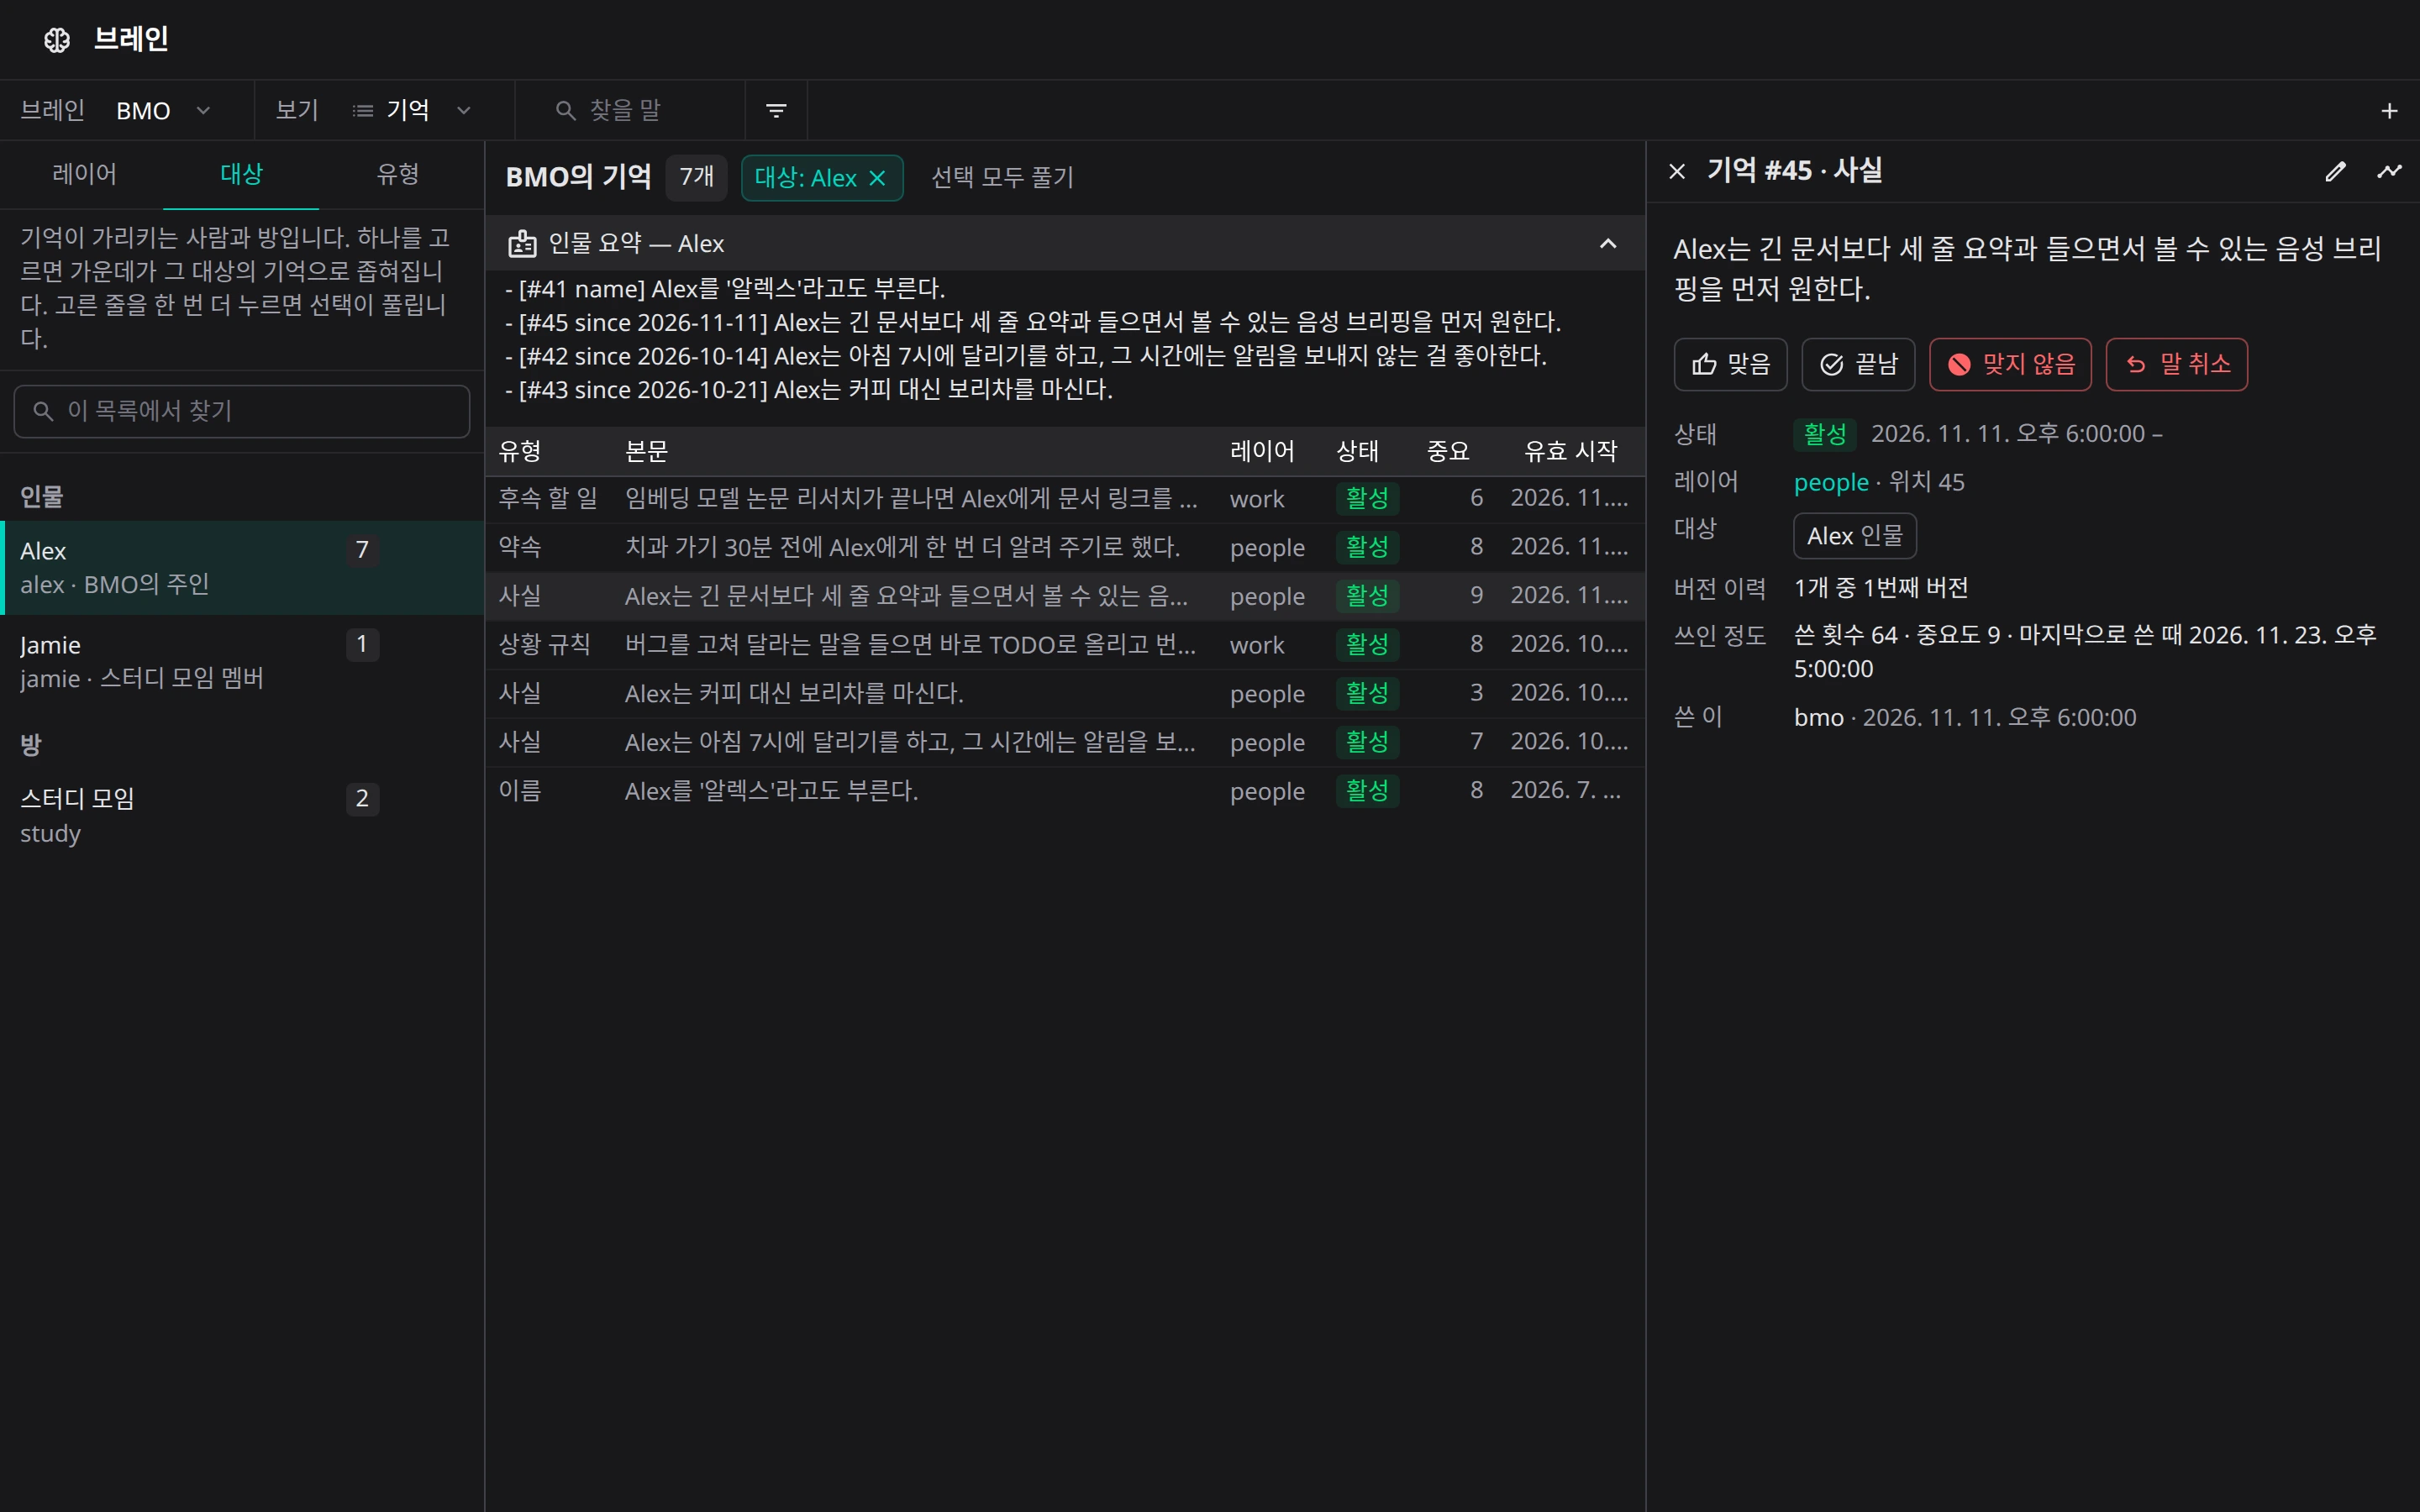 브레인
브레인 BMO 보기 기억 찾을 말
레이어 대상 유형
기억이 가리키는 사람과 방입니다. 하나를 고
르면 가운데가 그 대상의 기억으로 좁혀집니
다. 고른 줄을 한 번 더 누르면 선택이 풀립니
다.
이 목록에서 찾기
인물
Alex 7
alex · BMO의 주인
Jamie 1
jamie · 스터디 모임 멤버
방
스터디 모임 2
study
BMO의 기억 7개 대상: Alex 선택 모두 풀기
인물 요약 — Alex
- [#41 name] Alex를 '알렉스'라고도 부른다.
- [#45 since 2026-11-11] Alex는 긴 문서보다 세 줄 요약과 들으면서 볼 수 있는 음성 브리핑을 먼저 원한다.
- [#42 since 2026-10-14] Alex는 아침 7시에 달리기를 하고, 그 시간에는 알림을 보내지 않는 걸 좋아한다.
- [#43 since 2026-10-21] Alex는 커피 대신 보리차를 마신다.
유형 본문 레이어 상태 중요 유효 시작
후속 할 일 임베딩 모델 논문 리서치가 끝나면 Alex에게 문서 링크를 ... work 활성 6 2026. 11....
약속 치과 가기 30분 전에 Alex에게 한 번 더 알려 주기로 했다. people 활성 8 2026. 11....
사실 Alex는 긴 문서보다 세 줄 요약과 들으면서 볼 수 있는 음... people 활성 9 2026. 11....
상황 규칙 버그를 고쳐 달라는 말을 들으면 바로 TODO로 올리고 번... work 활성 8 2026. 10....
사실 Alex는 커피 대신 보리차를 마신다. people 활성 3 2026. 10....
사실 Alex는 아침 7시에 달리기를 하고, 그 시간에는 알림을 보... people 활성 7 2026. 10....
이름 Alex를 '알렉스'라고도 부른다. people 활성 8 2026. 7. ...
기억 #45 · 사실
Alex는 긴 문서보다 세 줄 요약과 들으면서 볼 수 있는 음성 브리
핑을 먼저 원한다.
맞음 끝남 맞지 않음 말 취소
상태 활성 2026. 11. 11. 오후 6:00:00 –
레이어 people · 위치 45
대상 Alex 인물
버전 이력 1개 중 1번째 버전
쓰인 정도 쓴 횟수 64 · 중요도 9 · 마지막으로 쓴 때 2026. 11. 23. 오후
5:00:00
쓴 이 bmo · 2026. 11. 11. 오후 6:00:00